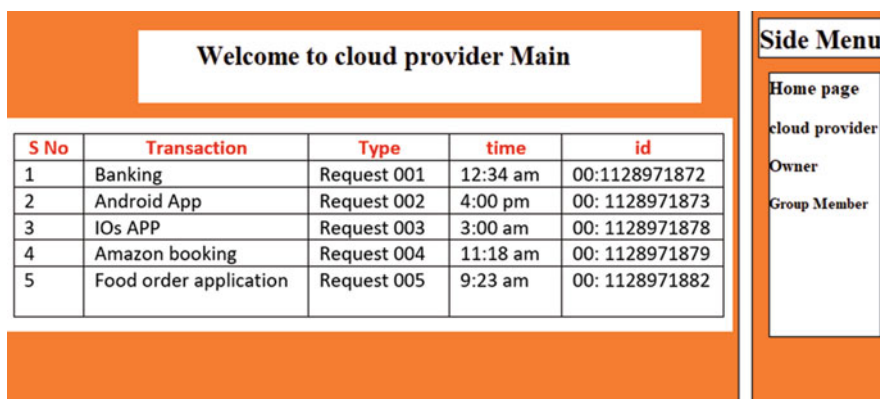 Welcome to cloud provider Main
S No Transaction Type time id
1 Banking Request 001 12:34 am 00:1128971872
2 Android App Request 002 4:00 pm 00: 1128971873
3 IOs APP Request 003 3:00 am 00: 1128971878
4 Amazon booking Request 004 11:18 am 00: 1128971879
5 Food order application Request 005 9:23 am 00: 1128971882
Side Menu
Home page
cloud provider
Owner
Group Member